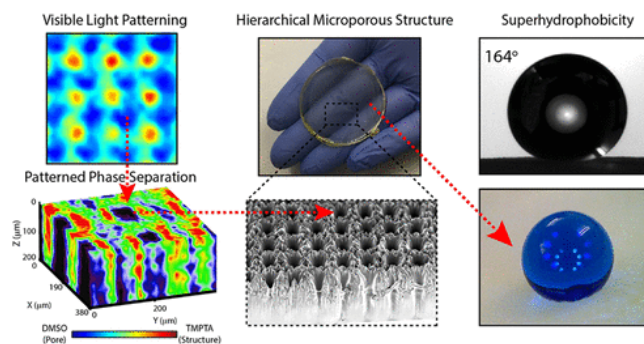 Visible Light Patterning
Hierarchical Microporous Structure
Superhydrophobicity
164º
Patterned Phase Separation
0
100
200
Z (μm)
0
190
380
X (μm)
0
200
Y (μm)
DMSO
(Pore)
TMPTA
(Structure)